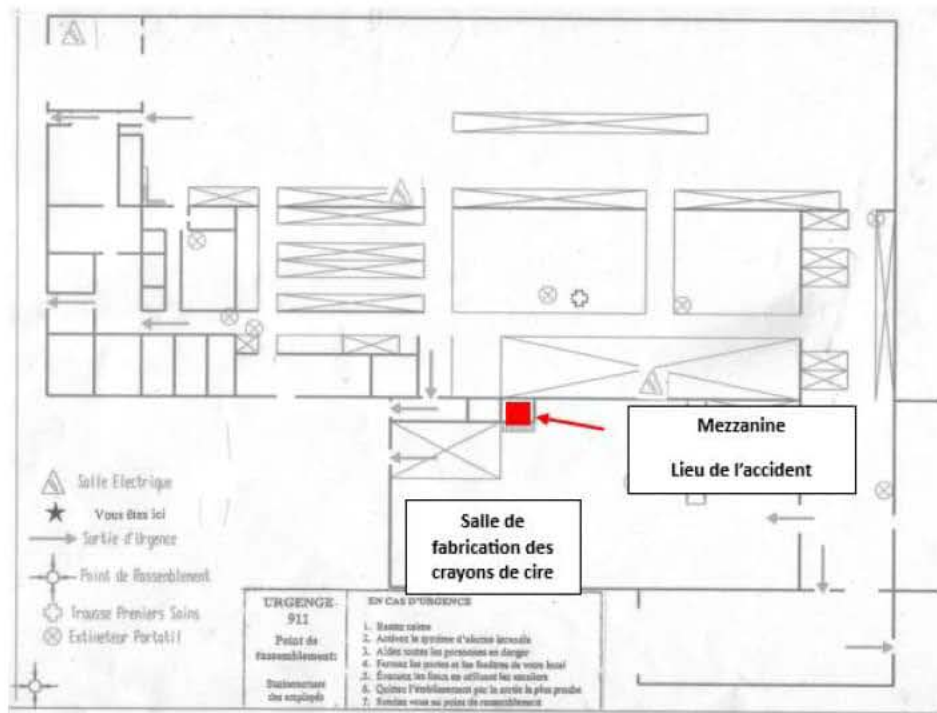 Mezzanine
Lieu de l'accident
Salle de
fabrication des
crayons de cire
Salle Electrique
Vous êtes ici
Sortie d'Urgence
Point de Rassemblement
Trousse Premiers Soins
Extincteur Portatif
URGENGE
911
Point de
Rassemblement:
Stationnement
des employés
EN CAS D'URGENCE
1. Restez calme
2. Activez le système d'alarme incendie
3. Aidez toutes les personnes en danger
4. Fermez les portes et les fenêtres de votre local
5. Évacuez les lieux en utilisant les escaliers
6. Quittez l'établissement par la sortie la plus proche
7. Rendez vous au point de rassemblement